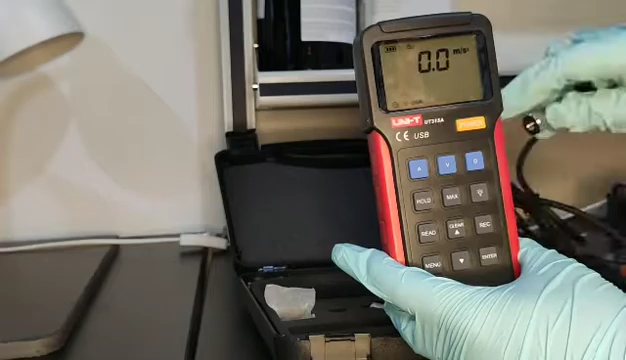 0.0 m/s²
UNI-T UT315A
CE USB
A V D
HOLD MAX
READ CLEAR REC
MENU ENTER